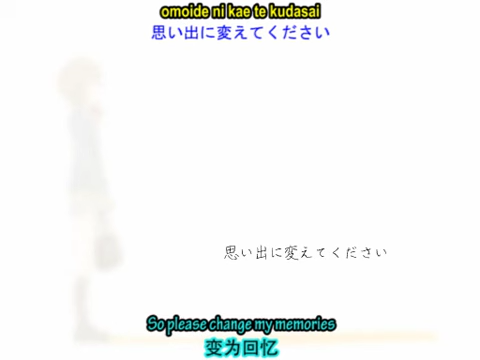 omoide ni kae te kudasai
思い出に変えてください
思い出に変えてください
So please change my memories
变为回忆